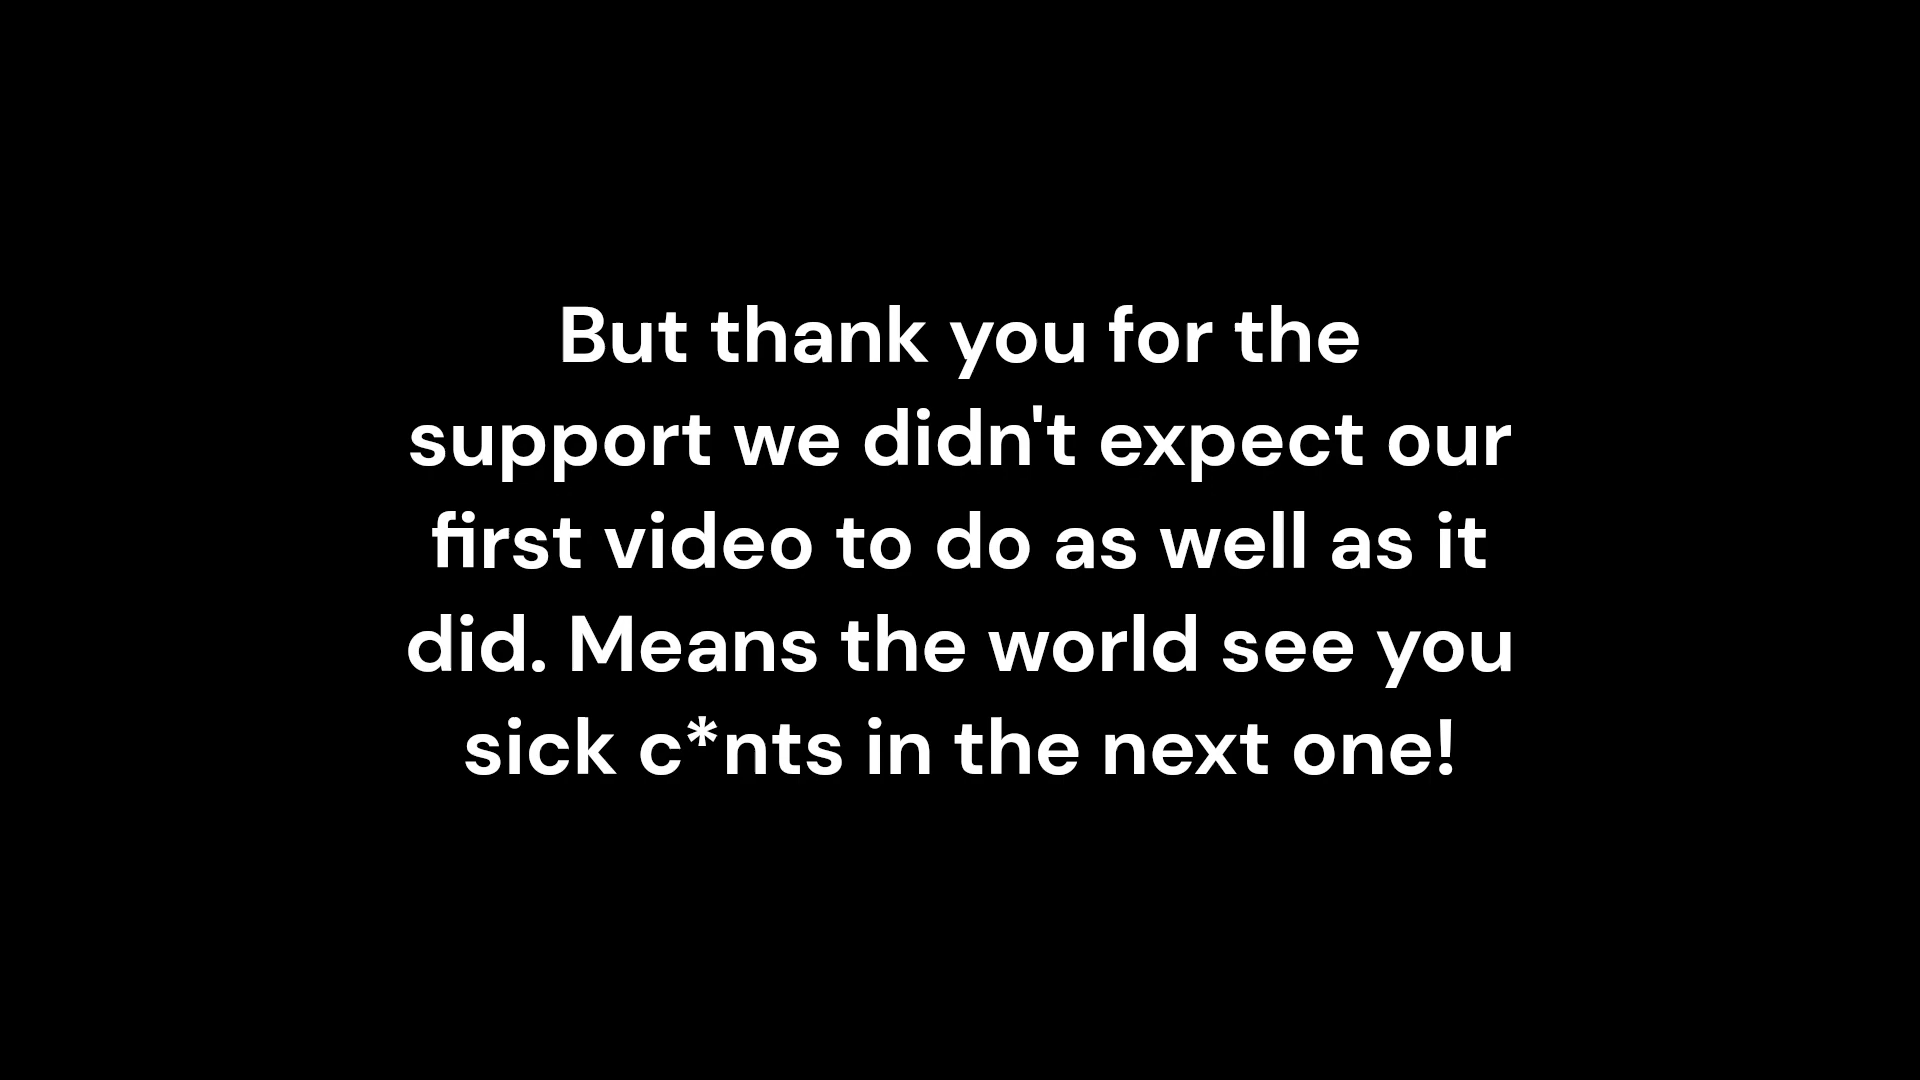 But thank you for the
support we didn't expect our
first video to do as well as it
did. Means the world see you
sick c*nts in the next one!